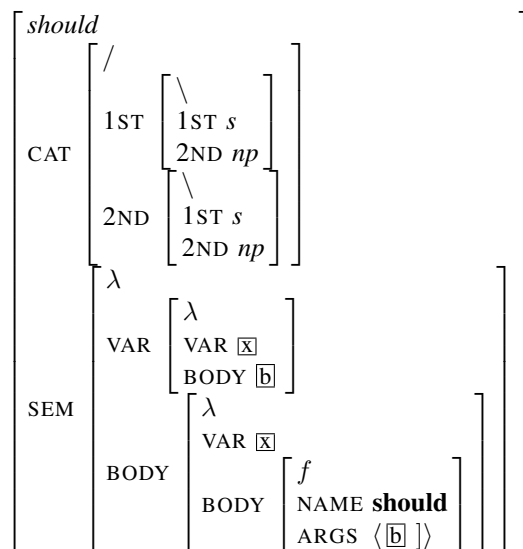 should
/
\
1ST s
1ST
2ND np
CAT
\
2ND
1ST s
2ND np
λ
λ
VAR
VAR x
BODY b
SEM
λ
VAR x
BODY
f
BODY
NAME should
ARGS ⟨ b ]⟩